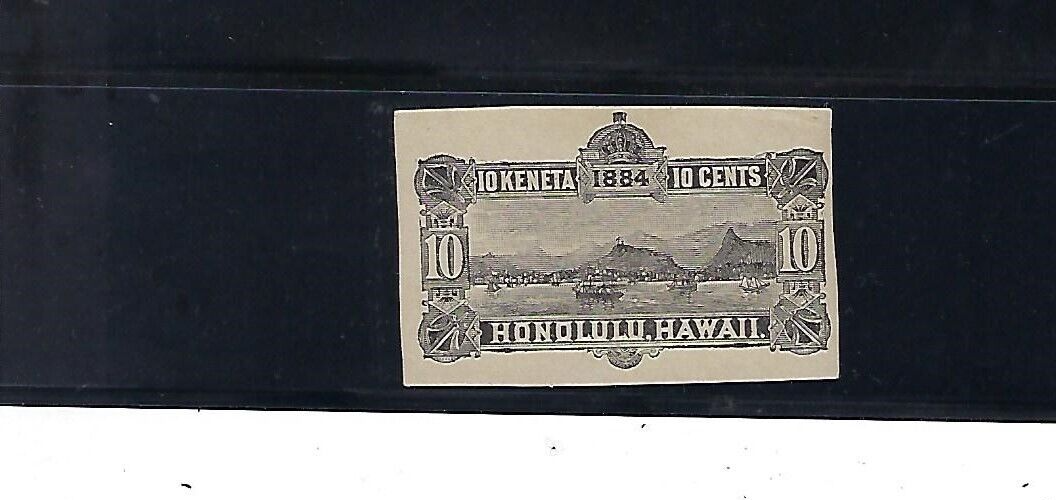 10 KENETA 1884 10 CENTS
10 10
HONOLULU, HAWAII.